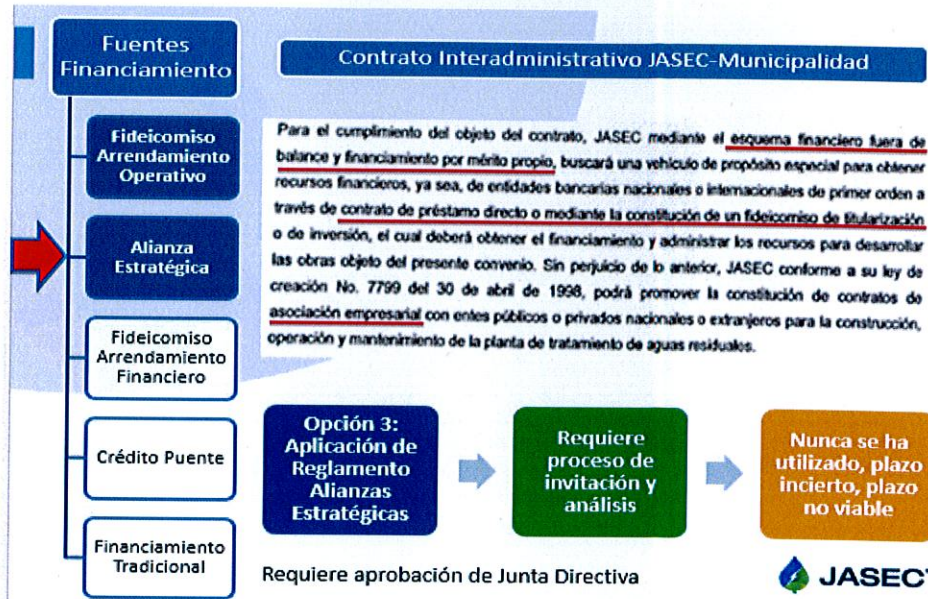 Fuentes
Financiamiento
Fideicomiso
Arrendamiento
Operativo
Alianza
Estratégica
Fideicomiso
Arrendamiento
Financiero
Crédito Puente
Financiamiento
Tradicional
Contrato Interadministrativo JASEC-Municipalidad
Para el cumplimiento del objeto del contrato, JASEC mediante el esquema financiero fuera de
balance y financiamiento por mérito propio, buscará una vehículo de propósito especial para obtener
recursos financieros, ya sea, de entidades bancarias nacionales o internacionales de primer orden a
través de contrato de préstamo directo o mediante la constitución de un fideicomiso de titularización
o de inversión, el cual deberá obtener el financiamiento y administrar los recursos para desarrollar
las obras objeto del presente convenio. Sin perjuicio de lo anterior, JASEC conforme a su ley de
creación No. 7799 del 30 de abril de 1998, podrá promover la constitución de contratos de
asociación empresarial con entes públicos o privados nacionales o extranjeros para la construcción,
operación y mantenimiento de la planta de tratamiento de aguas residuales.
Opción 3:
Aplicación de
Reglamento
Alianzas
Estratégicas
Requiere
proceso de
invitación y
análisis
Nunca se ha
utilizado, plazo
incierto, plazo
no viable
Requiere aprobación de Junta Directiva
JASEC